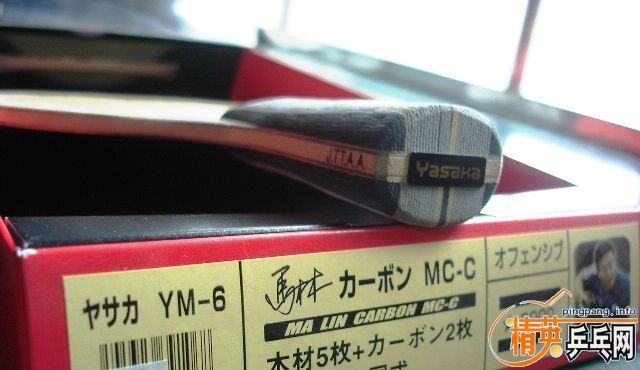 J.T.T.A.A.
Yasaka
ヤサカ YM-6
馬林 カーボン MC-C
MA LIN CARBON MC-C
木材5枚+カーボン2枚
オフェンシブ
pingpang.info
精英乒乓网